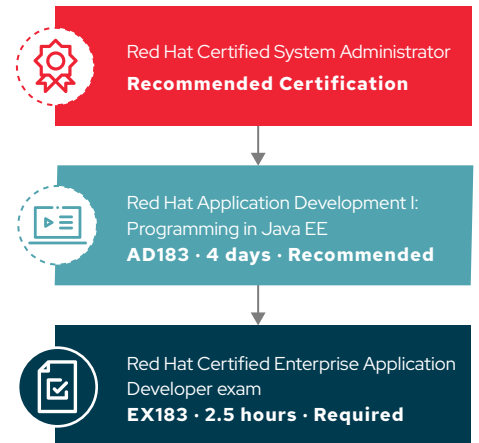 Red Hat Certified System Administrator
Recommended Certification
Red Hat Application Development I:
Programming in Java EE
AD183 · 4 days · Recommended
Red Hat Certified Enterprise Application
Developer exam
EX183 · 2.5 hours · Required